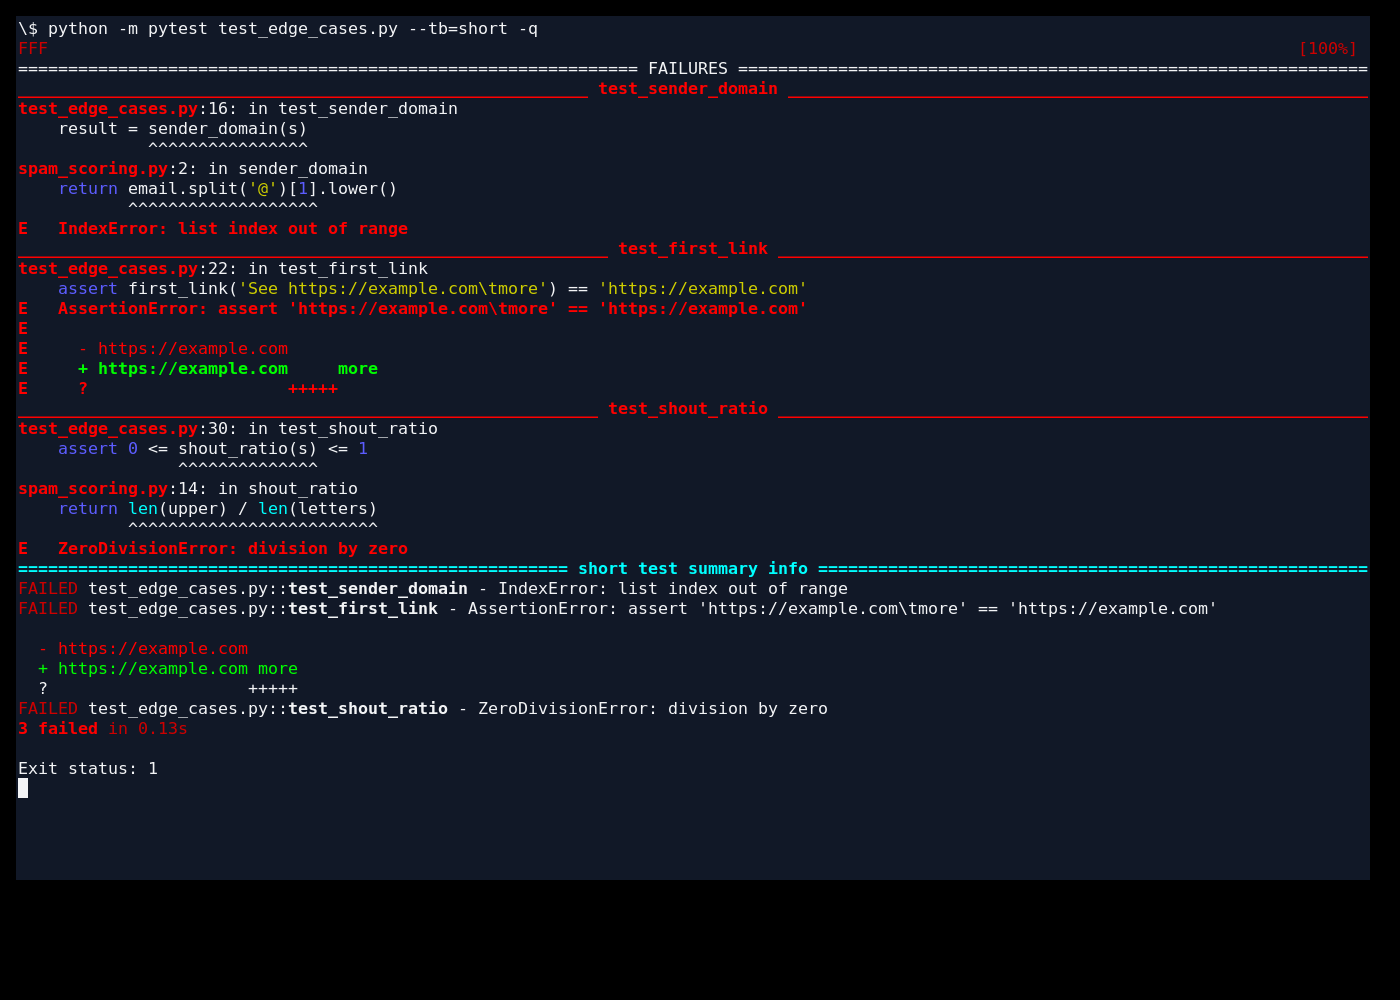 \$ python -m pytest test_edge_cases.py --tb=short -q
FFF [100%]
============================================================== FAILURES ===============================================================
_________________________________________________________ test_sender_domain __________________________________________________________
test_edge_cases.py:16: in test_sender_domain
    result = sender_domain(s)
             ^^^^^^^^^^^^^^^^
spam_scoring.py:2: in sender_domain
    return email.split('@')[1].lower()
           ^^^^^^^^^^^^^^^^^^^
E   IndexError: list index out of range
___________________________________________________________ test_first_link ___________________________________________________________
test_edge_cases.py:22: in test_first_link
    assert first_link('See https://example.com\tmore') == 'https://example.com'
E   AssertionError: assert 'https://example.com\tmore' == 'https://example.com'
E
E     - https://example.com
E     + https://example.com     more
E     ?                    +++++
__________________________________________________________ test_shout_ratio ___________________________________________________________
test_edge_cases.py:30: in test_shout_ratio
    assert 0 <= shout_ratio(s) <= 1
                ^^^^^^^^^^^^^^
spam_scoring.py:14: in shout_ratio
    return len(upper) / len(letters)
           ^^^^^^^^^^^^^^^^^^^^^^^^^
E   ZeroDivisionError: division by zero
======================================================= short test summary info =======================================================
FAILED test_edge_cases.py::test_sender_domain - IndexError: list index out of range
FAILED test_edge_cases.py::test_first_link - AssertionError: assert 'https://example.com\tmore' == 'https://example.com'

  - https://example.com
  + https://example.com more
  ?                    +++++
FAILED test_edge_cases.py::test_shout_ratio - ZeroDivisionError: division by zero
3 failed in 0.13s

Exit status: 1